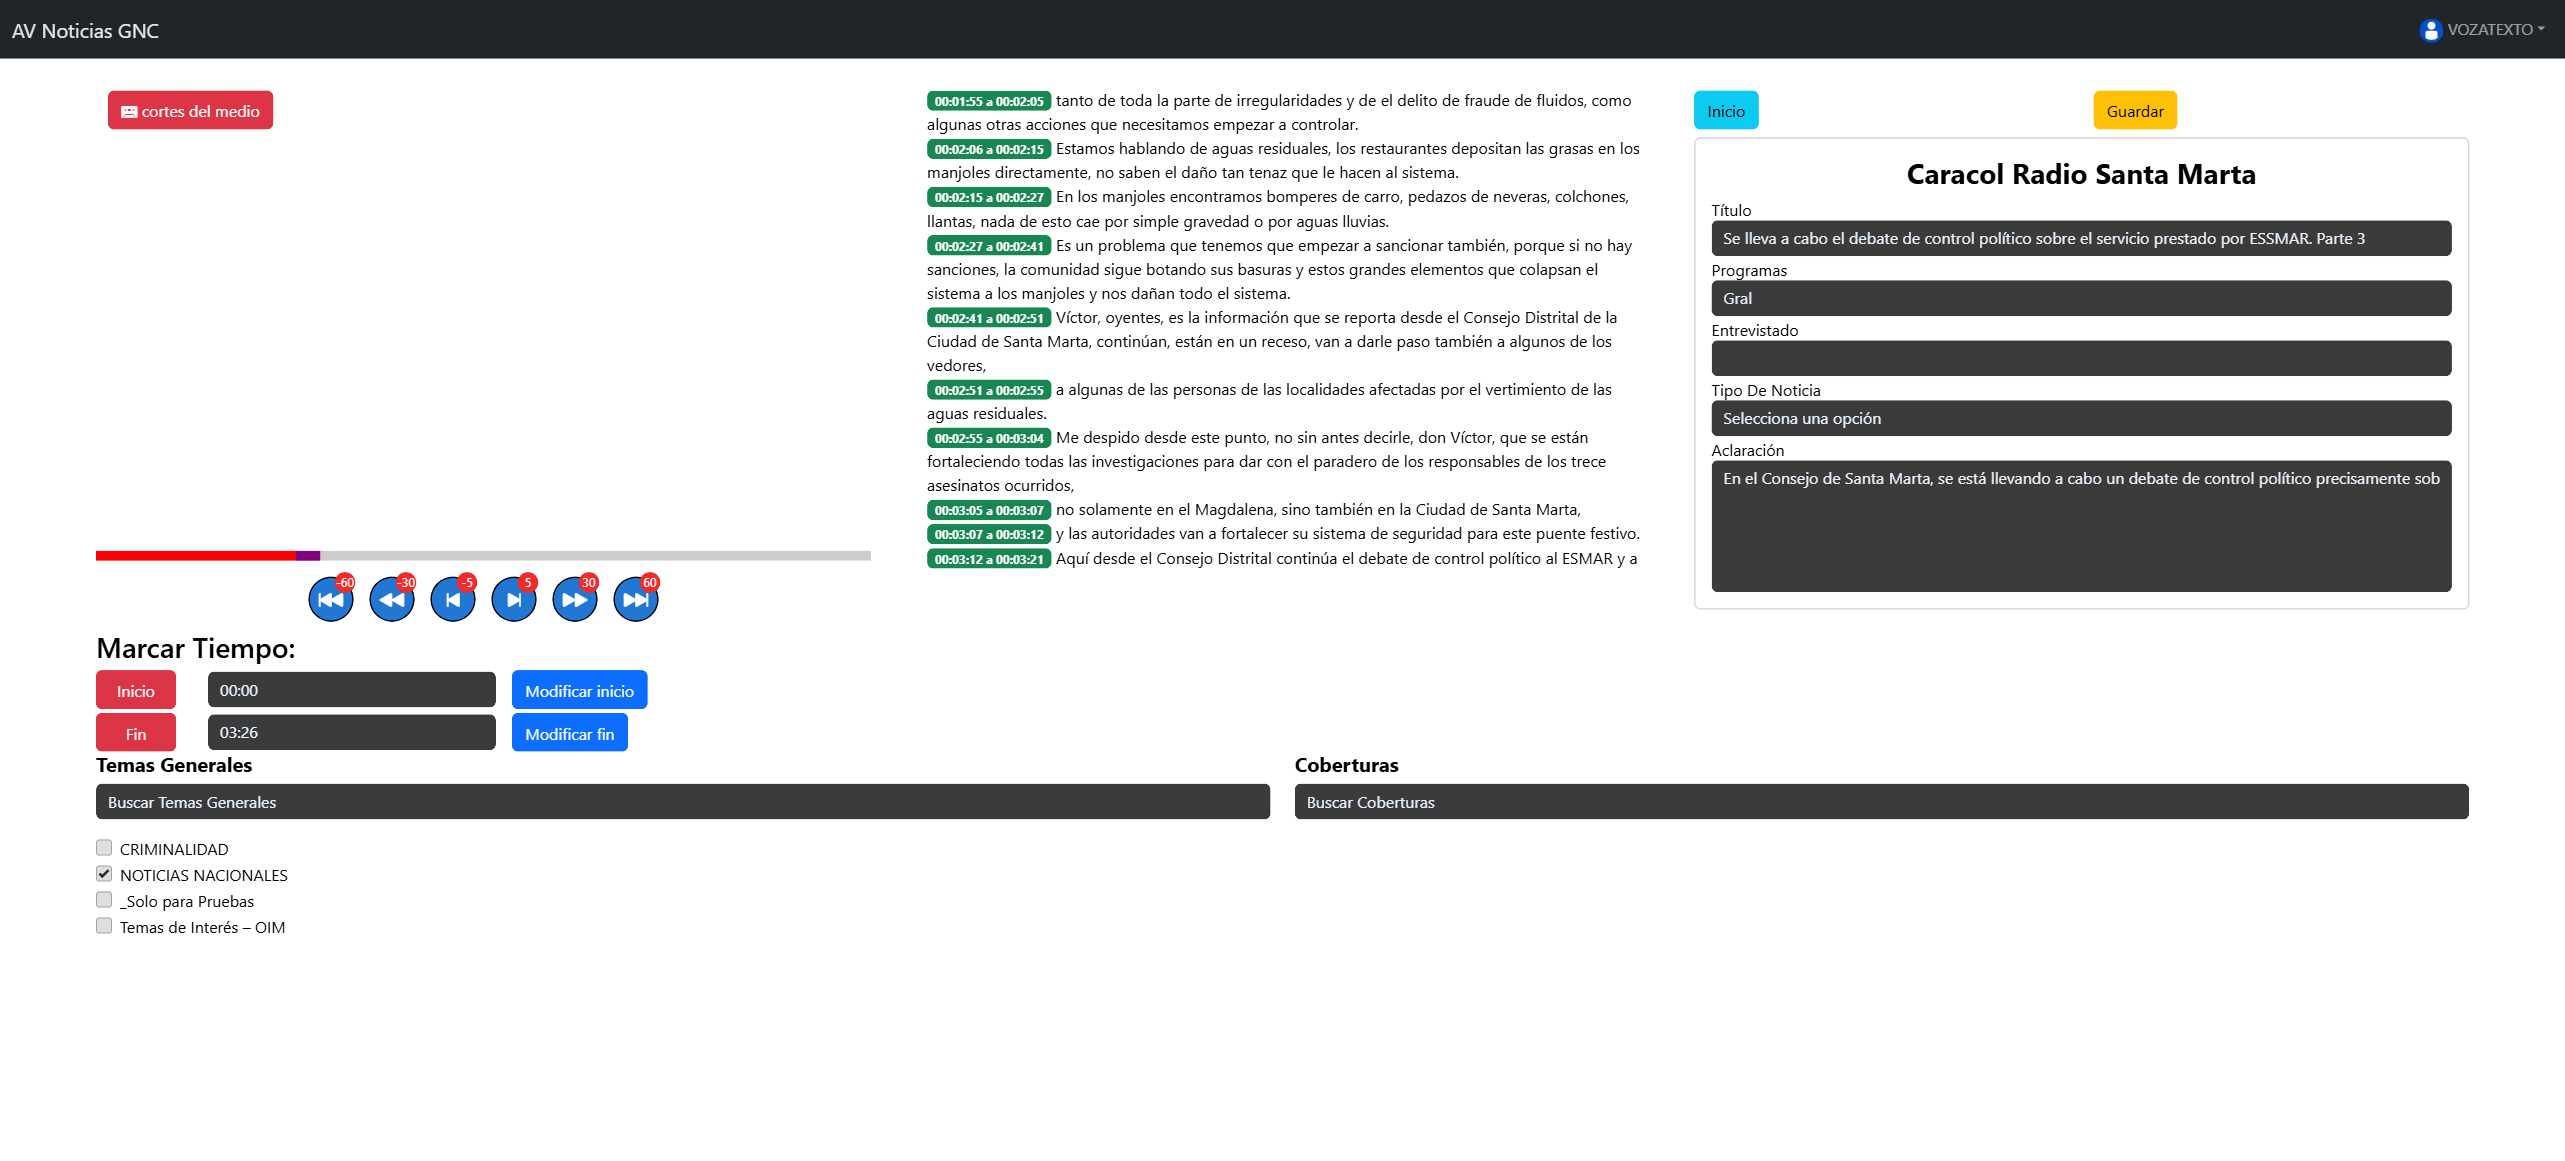 AV Noticias GNC
VOZATEXTO
cortes del medio
-60
-30
-5
5
30
60
Marcar Tiempo:
Inicio
00:00
Modificar inicio
Fin
03:26
Modificar fin
00:01:55 a 00:02:05 tanto de toda la parte de irregularidades y de el delito de fraude de fluidos, como
algunas otras acciones que necesitamos empezar a controlar.
00:02:06 a 00:02:15 Estamos hablando de aguas residuales, los restaurantes depositan las grasas en los
manjoles directamente, no saben el daño tan tenaz que le hacen al sistema.
00:02:15 a 00:02:27 En los manjoles encontramos bomperes de carro, pedazos de neveras, colchones,
llantas, nada de esto cae por simple gravedad o por aguas lluvias.
00:02:27 a 00:02:41 Es un problema que tenemos que empezar a sancionar también, porque si no hay
sanciones, la comunidad sigue botando sus basuras y estos grandes elementos que colapsan el
sistema a los manjoles y nos dañan todo el sistema.
00:02:41 a 00:02:51 Víctor, oyentes, es la información que se reporta desde el Consejo Distrital de la
Ciudad de Santa Marta, continúan, están en un receso, van a darle paso también a algunos de los
vedores,
00:02:51 a 00:02:55 a algunas de las personas de las localidades afectadas por el vertimiento de las
aguas residuales.
00:02:55 a 00:03:04 Me despido desde este punto, no sin antes decirle, don Víctor, que se están
fortaleciendo todas las investigaciones para dar con el paradero de los responsables de los trece
asesinatos ocurridos,
00:03:05 a 00:03:07 no solamente en el Magdalena, sino también en la Ciudad de Santa Marta,
00:03:07 a 00:03:12 y las autoridades van a fortalecer su sistema de seguridad para este puente festivo.
00:03:12 a 00:03:21 Aquí desde el Consejo Distrital continúa el debate de control político al ESMAR y a
Inicio
Guardar
Caracol Radio Santa Marta
Título
Se lleva a cabo el debate de control político sobre el servicio prestado por ESSMAR. Parte 3
Programas
Gral
Entrevistado
Tipo De Noticia
Selecciona una opción
Aclaración
En el Consejo de Santa Marta, se está llevando a cabo un debate de control político precisamente sob
Temas Generales
Buscar Temas Generales
CRIMINALIDAD
NOTICIAS NACIONALES
_Solo para Pruebas
Temas de Interés – OIM
Coberturas
Buscar Coberturas